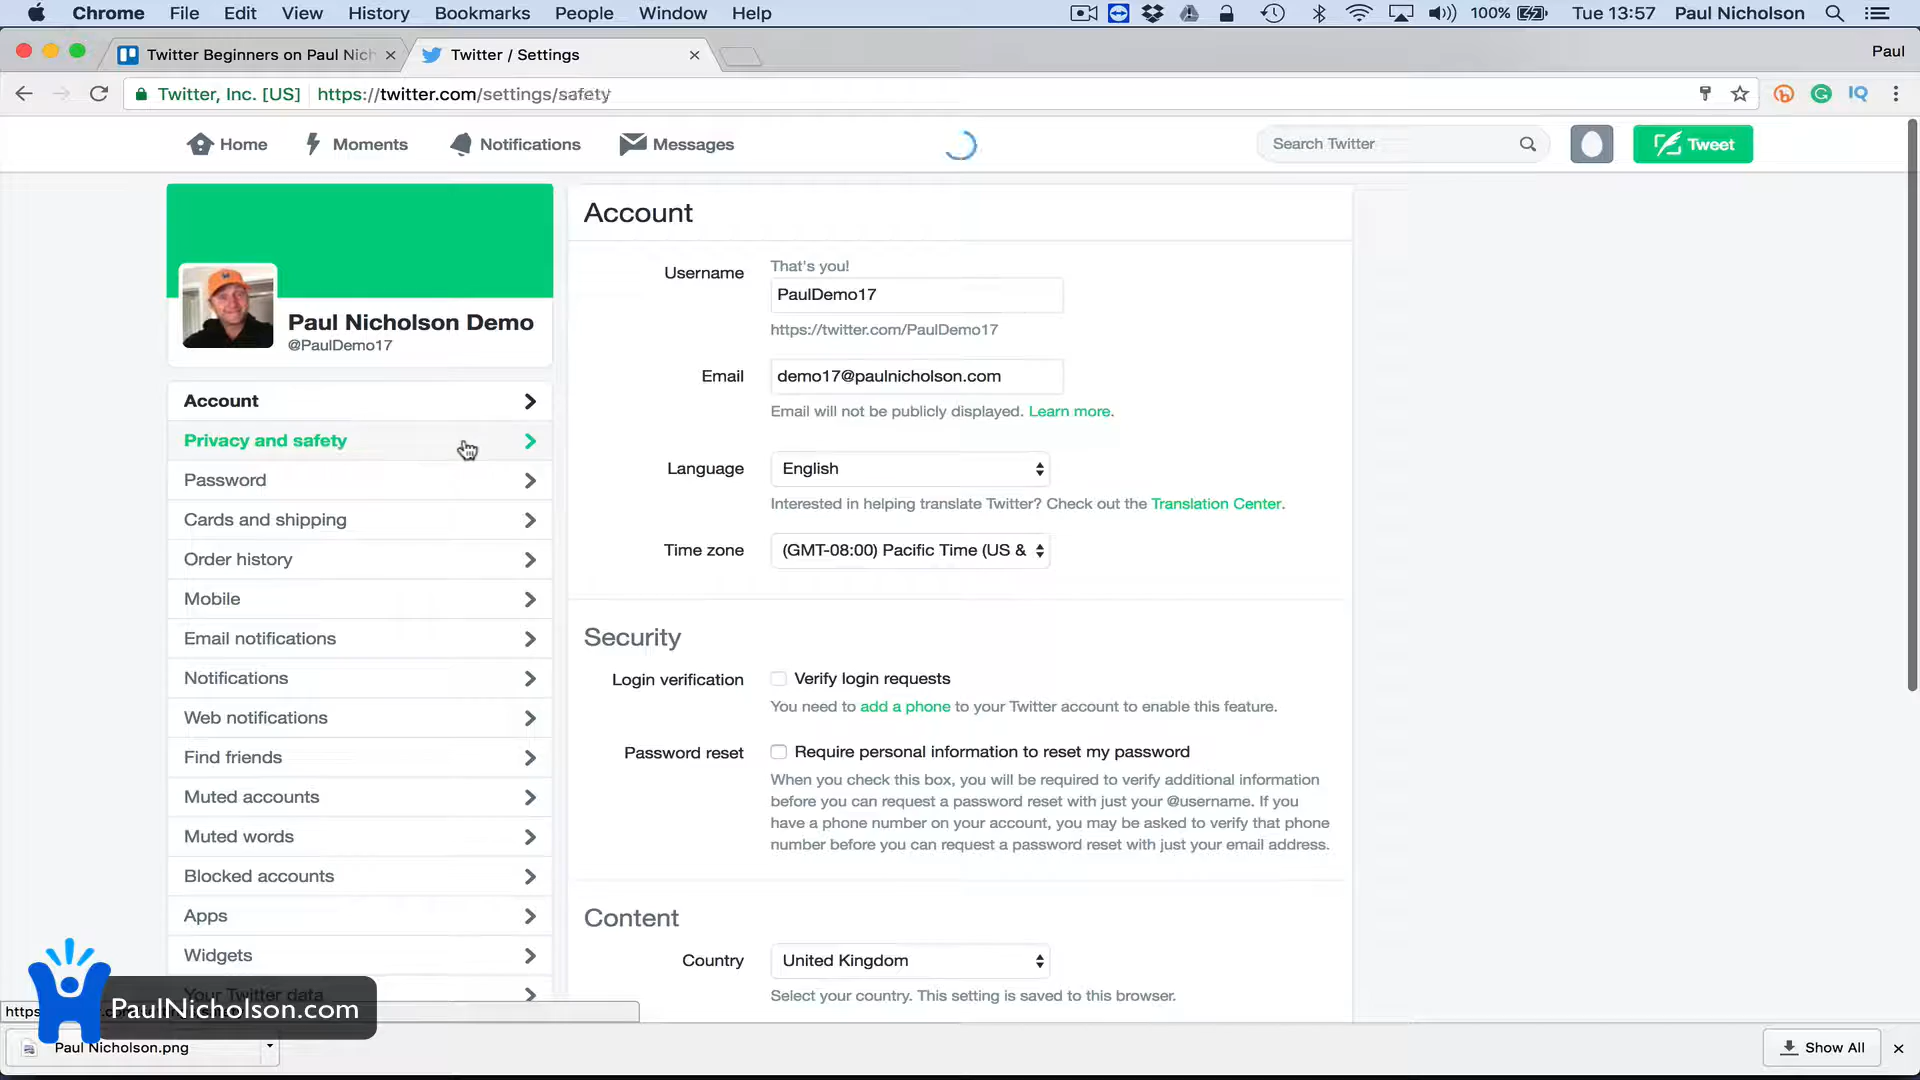 Chrome File Edit View History Bookmarks People Window Help 100% Tue 13:57 Paul Nicholson
Twitter Beginners on Paul Nich Twitter / Settings Paul
Twitter, Inc. [US] https://twitter.com/settings/safety
Home Moments Notifications Messages Search Twitter Tweet
Paul Nicholson Demo
@PaulDemo17
Account
Privacy and safety
Password
Cards and shipping
Order history
Mobile
Email notifications
Notifications
Web notifications
Find friends
Muted accounts
Muted words
Blocked accounts
Apps
Widgets
Your Twitter data
Account
Username That's you!
PaulDemo17
https://twitter.com/PaulDemo17
Email demo17@paulnicholson.com
Email will not be publicly displayed. Learn more.
Language English
Interested in helping translate Twitter? Check out the Translation Center.
Time zone (GMT-08:00) Pacific Time (US &
Security
Login verification Verify login requests
You need to add a phone to your Twitter account to enable this feature.
Password reset Require personal information to reset my password
When you check this box, you will be required to verify additional information
before you can request a password reset with just your @username. If you
have a phone number on your account, you may be asked to verify that phone
number before you can request a password reset with just your email address.
Content
Country United Kingdom
Select your country. This setting is saved to this browser.
PaulNicholson.com
Paul Nicholson.png Show All